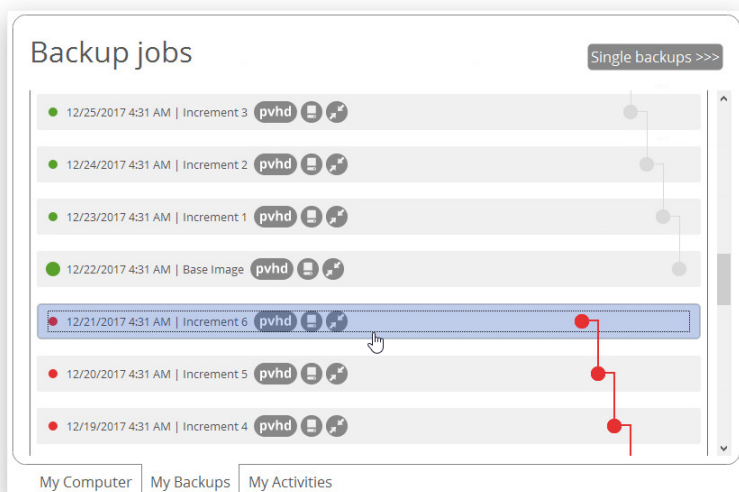 Backup jobs
Single backups >>>
12/25/2017 4:31 AM | Increment 3 pvhd
12/24/2017 4:31 AM | Increment 2 pvhd
12/23/2017 4:31 AM | Increment 1 pvhd
12/22/2017 4:31 AM | Base Image pvhd
12/21/2017 4:31 AM | Increment 6 pvhd
12/20/2017 4:31 AM | Increment 5 pvhd
12/19/2017 4:31 AM | Increment 4 pvhd
My Computer My Backups My Activities